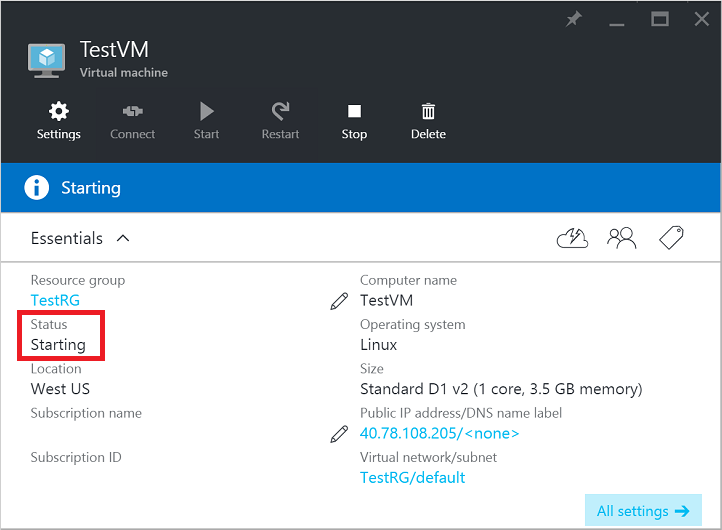 TestVM
Virtual machine
Settings
Connect
Start
Restart
Stop
Delete
Starting
Essentials
Resource group
TestRG
Status
Starting
Location
West US
Subscription name
Subscription ID
Computer name
TestVM
Operating system
Linux
Size
Standard D1 v2 (1 core, 3.5 GB memory)
Public IP address/DNS name label
40.78.108.205/<none>
Virtual network/subnet
TestRG/default
All settings